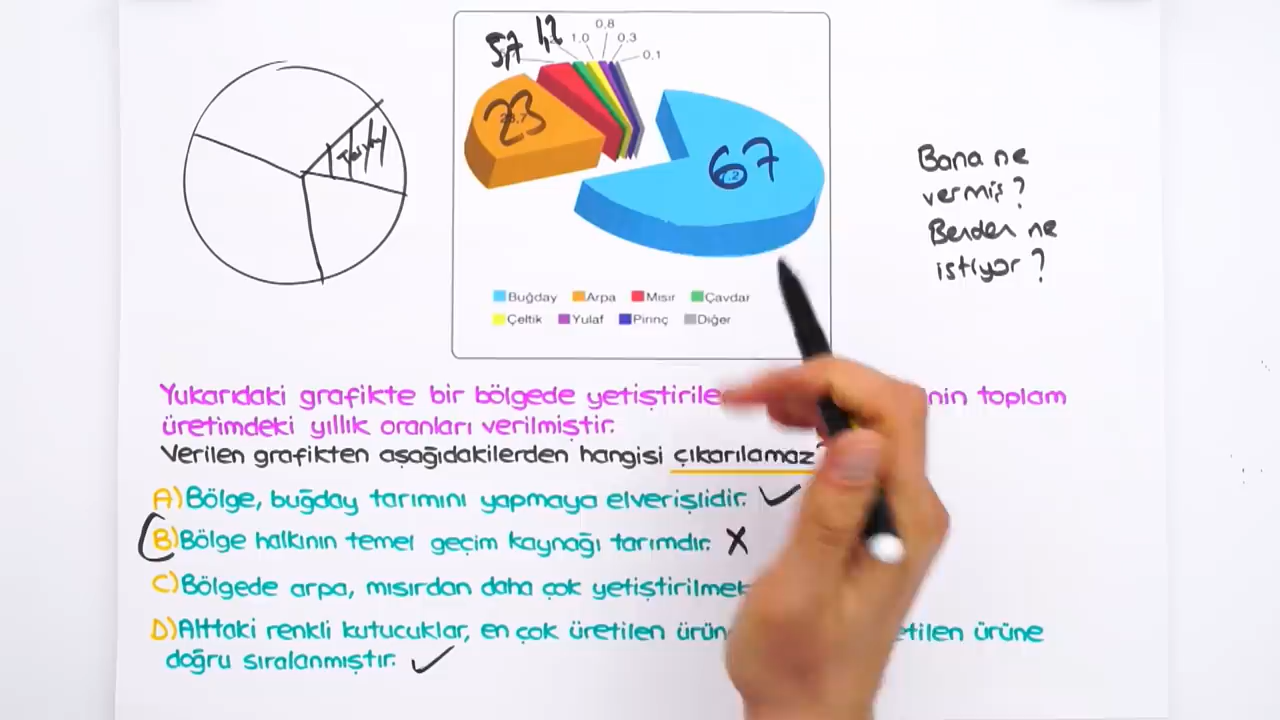 5,7 1,2 1,0 0,8 0,3 0,1
23
67
Bana ne
vermiş?
Benden ne
istiyor?
Buğday Arpa Mısır Çavdar
Çeltik Yulaf Pirinç Diğer
Yukarıdaki grafikte bir bölgede yetiştirile nin toplam
üretimdeki yıllık oranları verilmiştir.
Verilen grafikten aşağıdakilerden hangisi çıkarılamaz?
A) Bölge, buğday tarımını yapmaya elverişlidir.
B) Bölge halkının temel geçim kaynağı tarımdır. X
C) Bölgede arpa, mısırdan daha çok yetiştirilmek
D) Alttaki renkli kutucuklar, en çok üretilen ürün etilen ürüne
doğru sıralanmıştır.